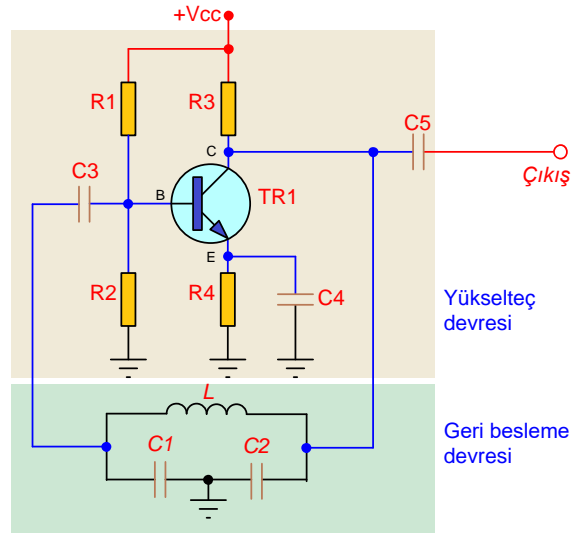 +Vcc
R1
R3
C5
C
C3
B
TR1
Çıkış
E
R2
R4
C4
Yükselteç
devresi
L
C1
C2
Geri besleme
devresi